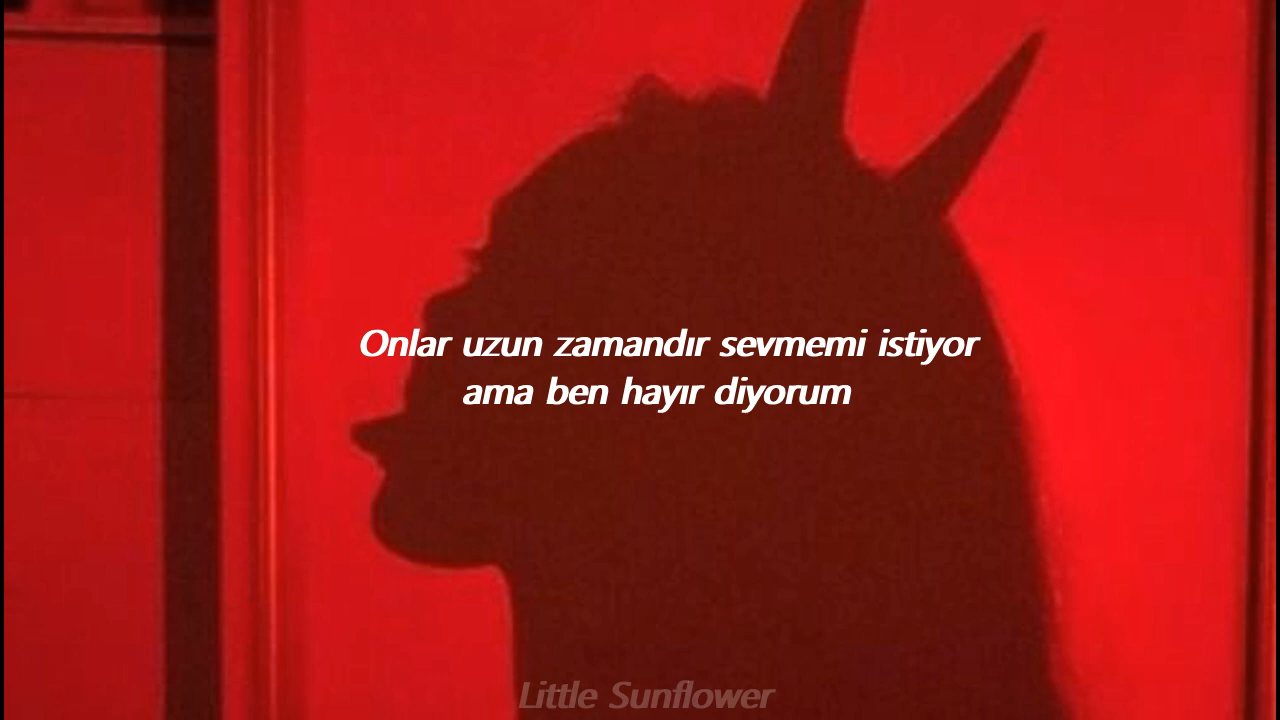 Onlar uzun zamandır sevmemi istiyor
ama ben hayır diyorum
Little Sunflower